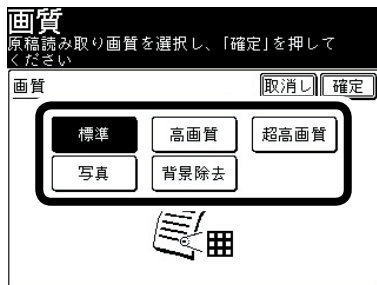 画質
原稿読み取り画質を選択し、「確定」を押して
ください
画質 取消し 確定
標準 高画質 超高画質
写真 背景除去